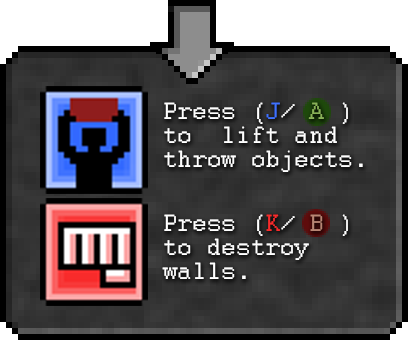 Press (J/ A )
to lift and
throw objects.
Press (K/ B )
to destroy
walls.